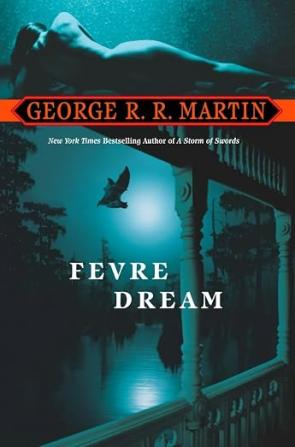 GEORGE R. R. MARTIN
New York Times Bestselling Author of A Storm of Swords
FEVRE
DREAM